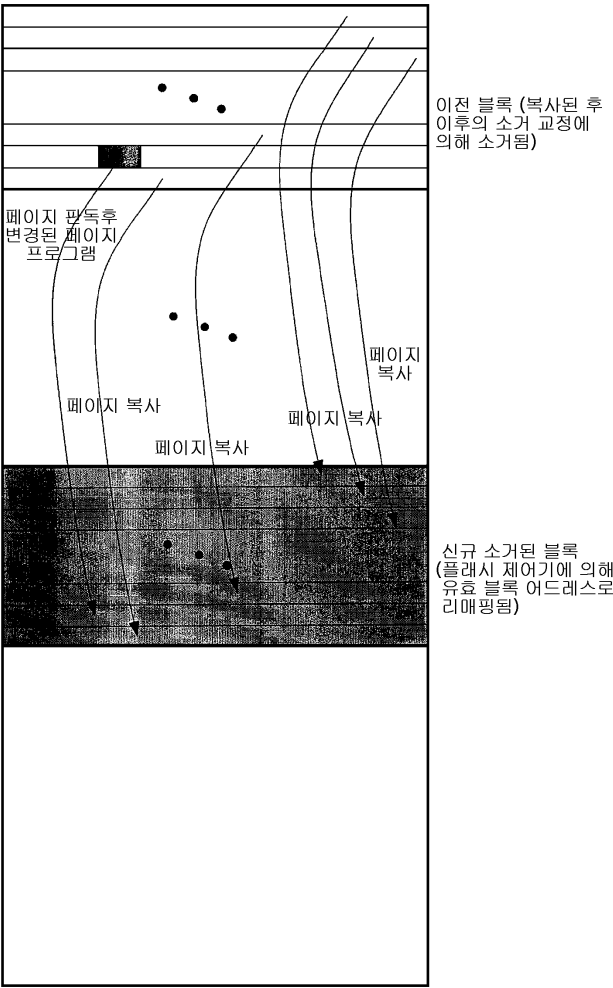 이전 블록 (복사된 후
이후의 소거 교정에
의해 소거됨)
페이지 판독후
변경된 페이지
프로그램
페이지
복사
페이지 복사
페이지 복사
페이지 복사
신규 소거된 블록
(플래시 제어기에 의해
유효 블록 어드레스로
리매핑됨)